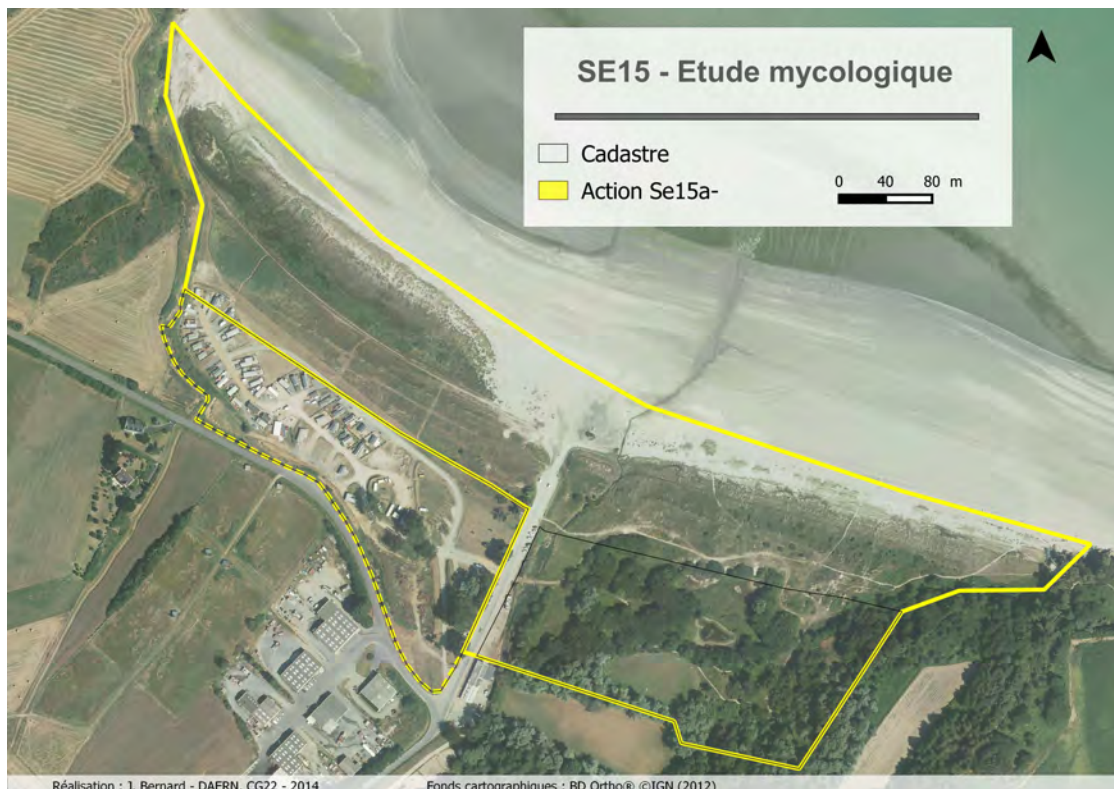 SE15 - Etude mycologique
Cadastre
Action Se15a-
0 40 80 m
Réalisation : J. Bernard - DAERN, CG22 - 2014 Fonds cartographiques : BD Ortho® ©IGN (2012)